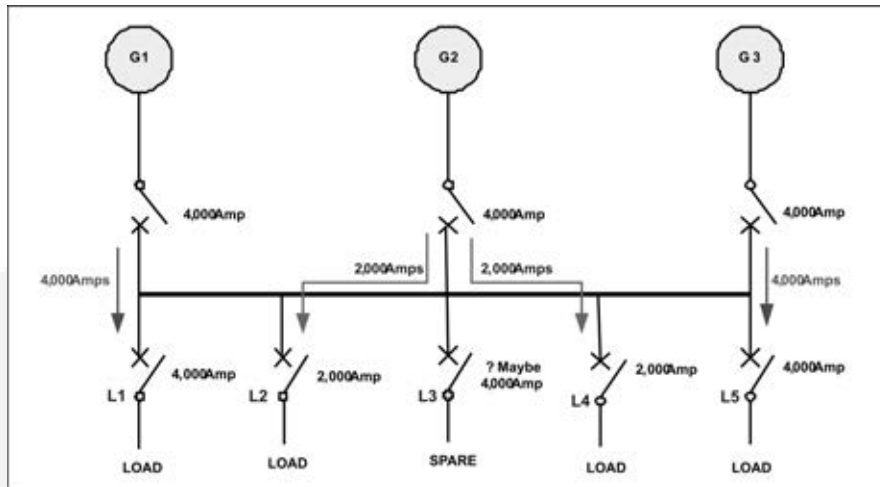 G1
G2
G3
4,000Amp
4,000Amp
4,000Amp
4,000Amps
2,000Amps
2,000Amps
4,000Amps
4,000Amp
2,000Amp
? Maybe
4,000Amp
2,000Amp
4,000Amp
L1
L2
L3
L4
L5
LOAD
LOAD
SPARE
LOAD
LOAD